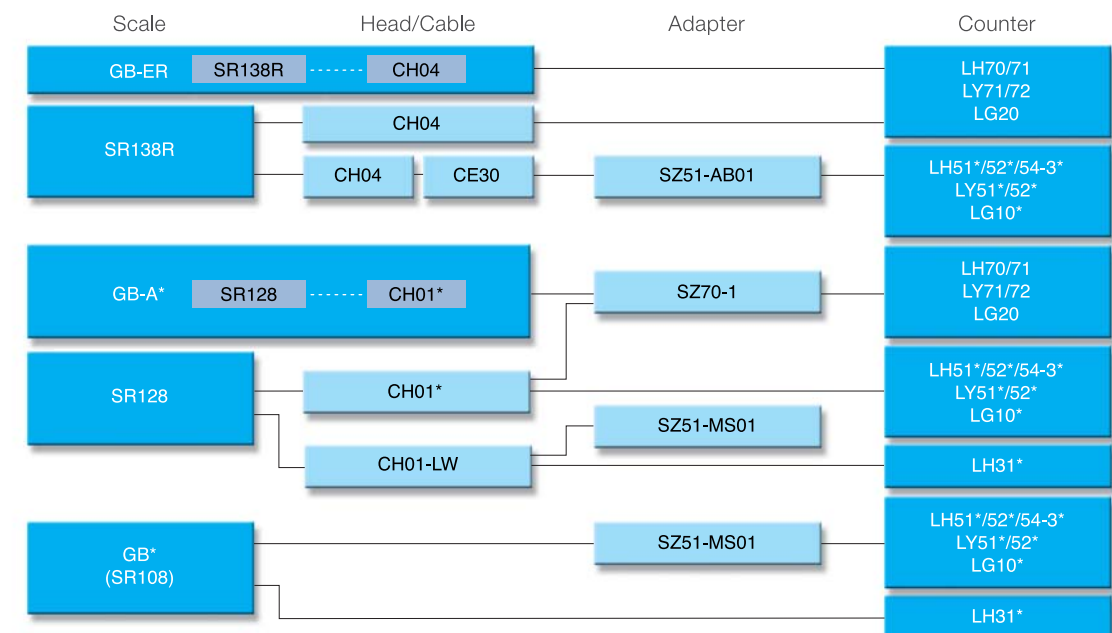 Scale Head/Cable Adapter Counter
GB-ER SR138R CH04
LH70/71
LY71/72
LG20
SR138R
CH04
CH04 CE30 SZ51-AB01
LH51*/52*/54-3*
LY51*/52*
LG10*
GB-A* SR128 CH01*
SZ70-1
LH70/71
LY71/72
LG20
SR128
CH01*
LH51*/52*/54-3*
LY51*/52*
LG10*
SZ51-MS01
CH01-LW
LH31*
GB*
(SR108)
SZ51-MS01
LH51*/52*/54-3*
LY51*/52*
LG10*
LH31*